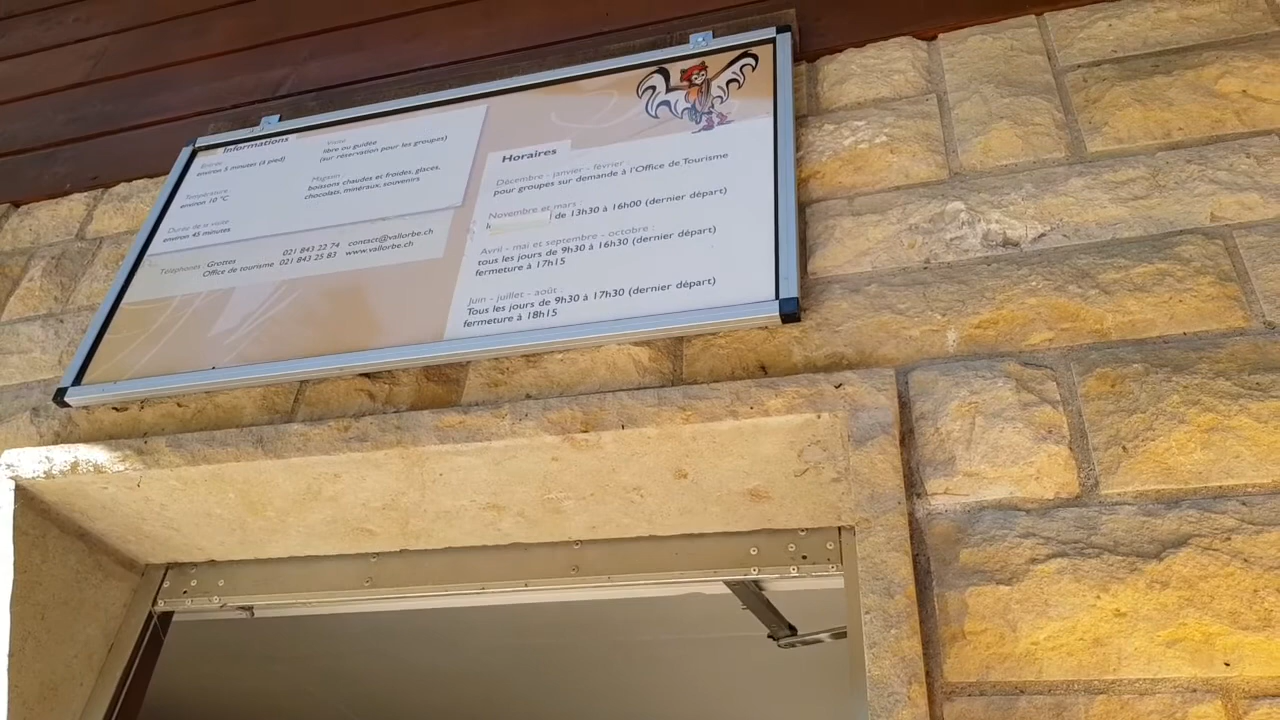 Informations
Entrée
environ 5 minutes (à pied)
Température
environ 10 °C
Durée de la visite
environ 45 minutes
Visite
libre ou guidée
(sur réservation pour les groupes)
Magasin
boissons chaudes et froides, glaces,
chocolats, minéraux, souvenirs
Téléphones : Grottes 021 843 22 74 contact@vallorbe.ch
Office de tourisme 021 843 25 83 www.vallorbe.ch
Horaires
Décembre - janvier - février :
pour groupes sur demande à l'Office de Tourisme
Novembre et mars
de 13h30 à 16h00 (dernier départ)
Avril - mai et septembre - octobre :
tous les jours de 9h30 à 16h30 (dernier départ)
fermeture à 17h15
Juin - juillet - août :
Tous les jours de 9h30 à 17h30 (dernier départ)
fermeture à 18h15